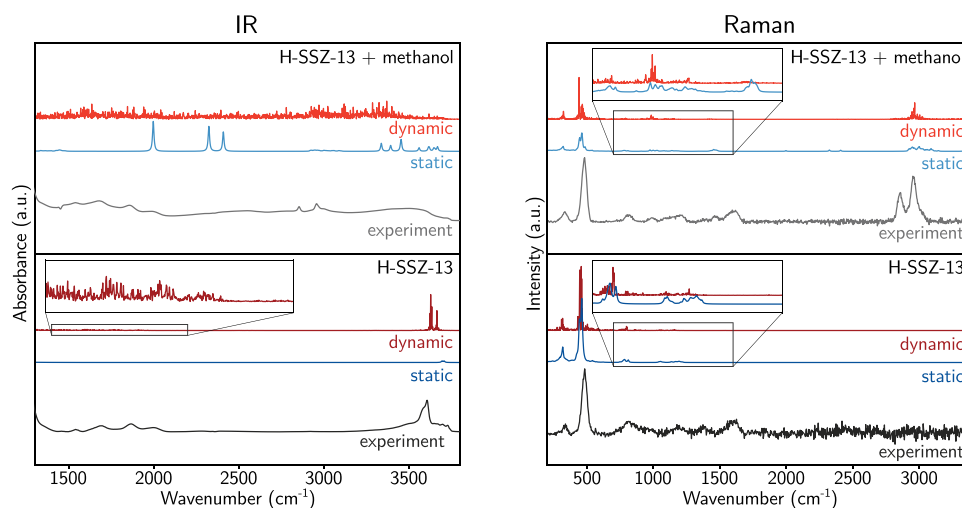 IR
Raman
H-SSZ-13 + methanol
dynamic
static
experiment
Absorbance (a.u.)
H-SSZ-13
dynamic
static
experiment
1500 2000 2500 3000 3500
Wavenumber (cm-1)
H-SSZ-13 + methano
dynamic
static
experiment
Intensity (a.u.)
H-SSZ-13
dynamic
static
experiment
500 1000 1500 2000 2500 3000
Wavenumber (cm-1)